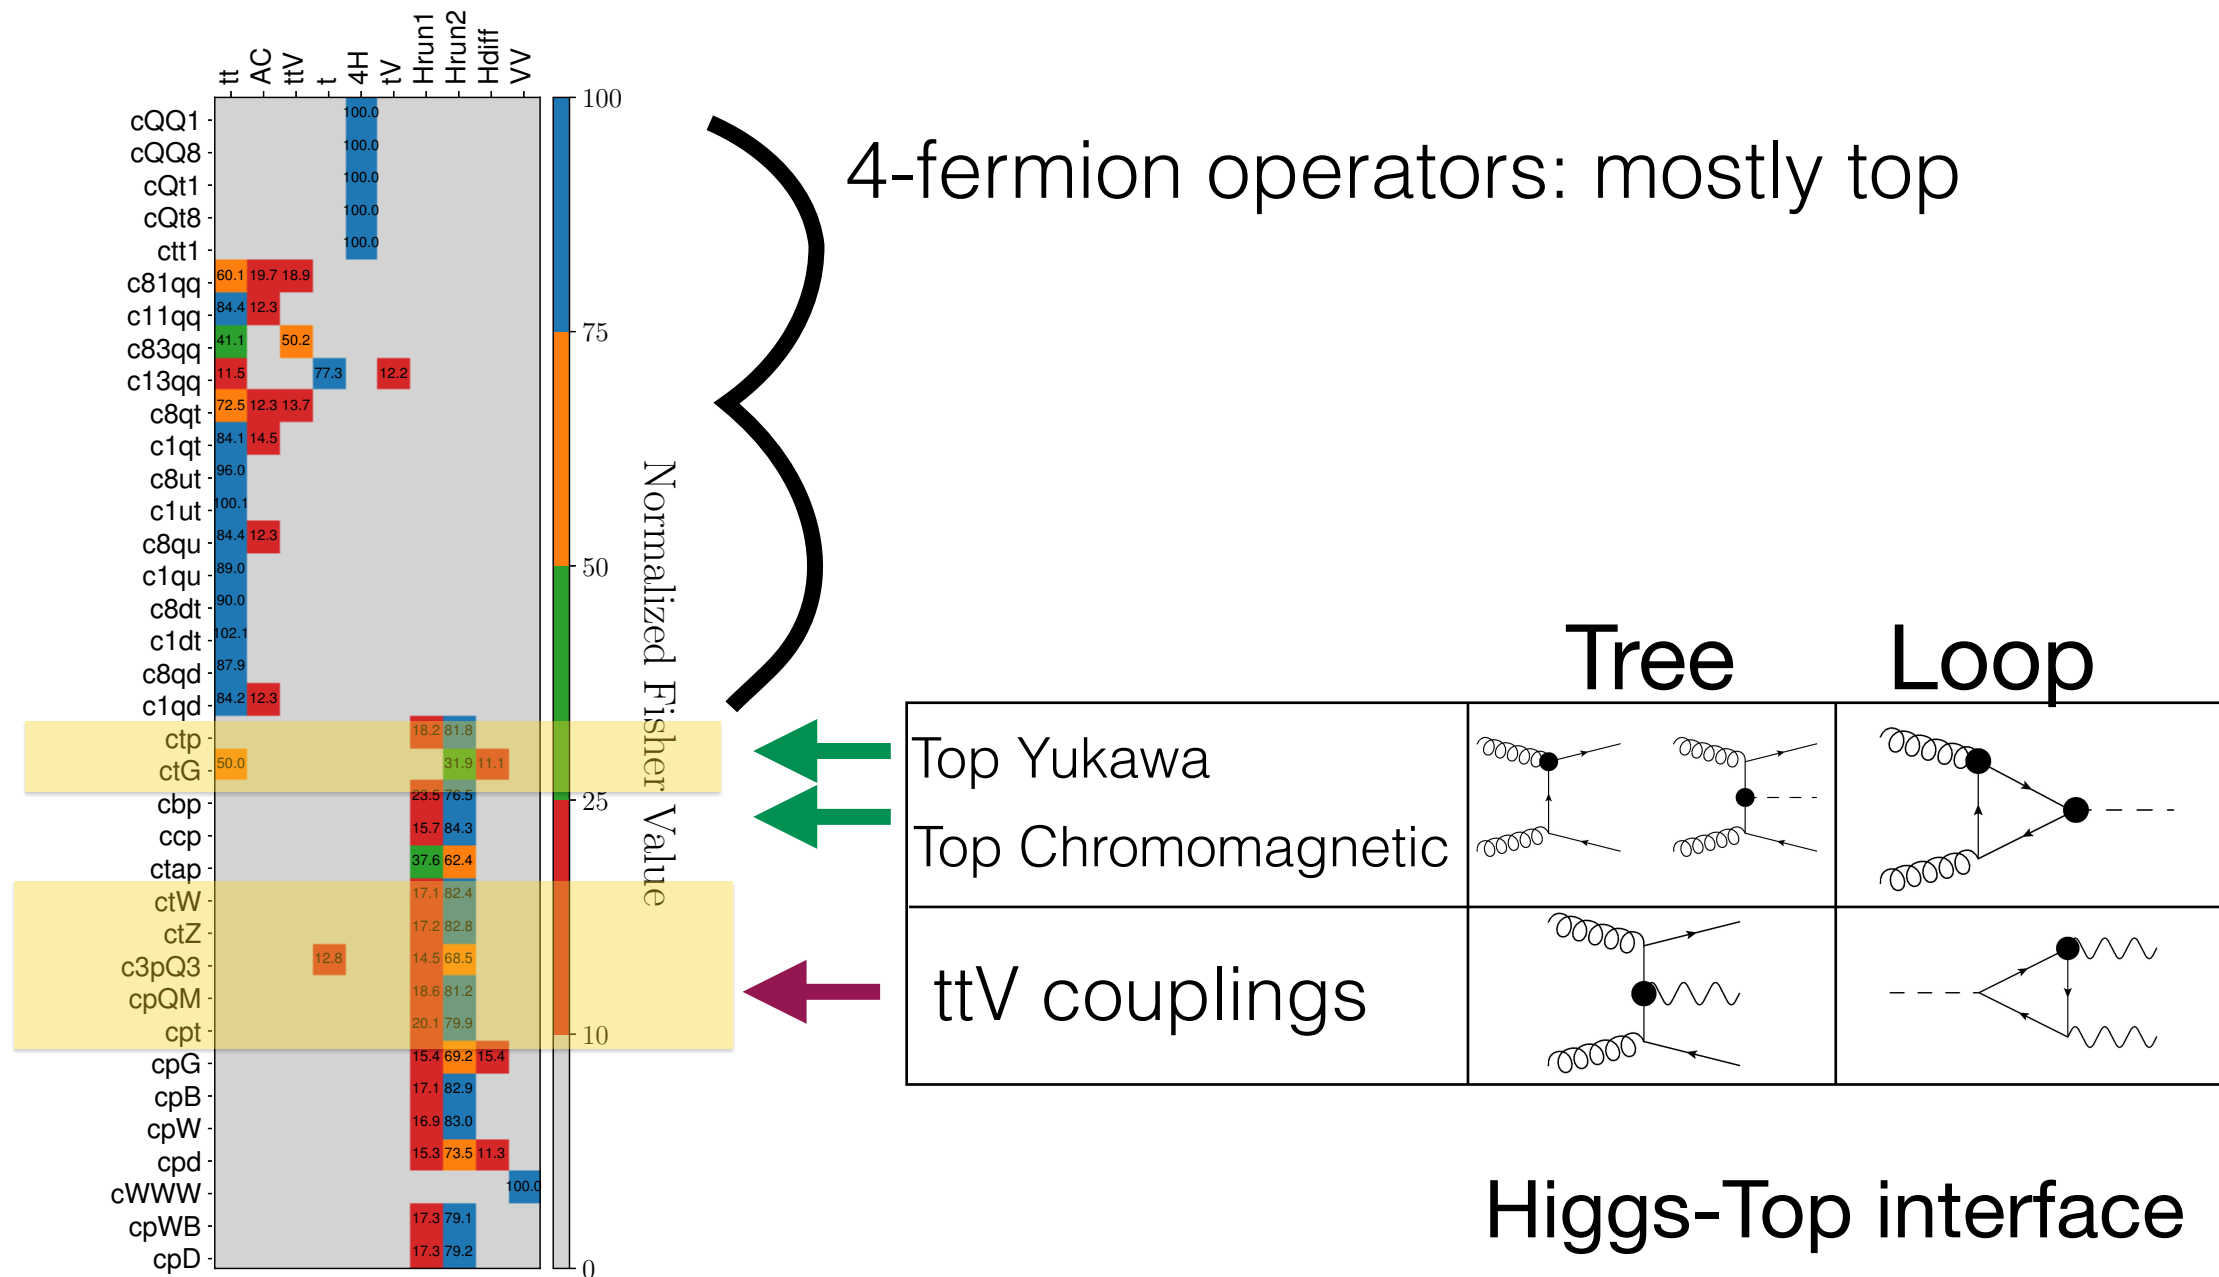 tt AC ttV t 4H tV Hrun1 Hrun2 Hdiff VV
cQQ1 100.0
cQQ8 100.0
cQt1 100.0
cQt8 100.0
ctt1 100.0
c81qq 60.1 19.7 18.9
c11qq 84.4 12.3
c83qq 41.1 50.2
c13qq 11.5 77.3 12.2
c8qt 72.5 12.3 13.7
c1qt 84.1 14.5
c8ut 96.0
c1ut 100.1
c8qu 84.4 12.3
c1qu 89.0
c8dt 90.0
c1dt 102.1
c8qd 87.9
c1qd 84.2 12.3
ctp 18.2 81.8
ctG 50.0 31.9 11.1
cbp 23.5 76.5
ccp 15.7 84.3
ctap 37.6 62.4
ctW 17.1 82.4
ctZ 17.2 82.8
c3pQ3 12.8 14.5 68.5
cpQM 18.6 81.2
cpt 20.1 79.9
cpG 15.4 69.2 15.4
cpB 17.1 82.9
cpW 16.9 83.0
cpd 15.3 73.5 11.3
cWWW 100.0
cpWB 17.3 79.1
cpD 17.3 79.2
100
75
50
25
10
0
Normalized Fisher Value
4-fermion operators: mostly top
Tree Loop
Top Yukawa
Top Chromomagnetic
ttV couplings
Higgs-Top interface